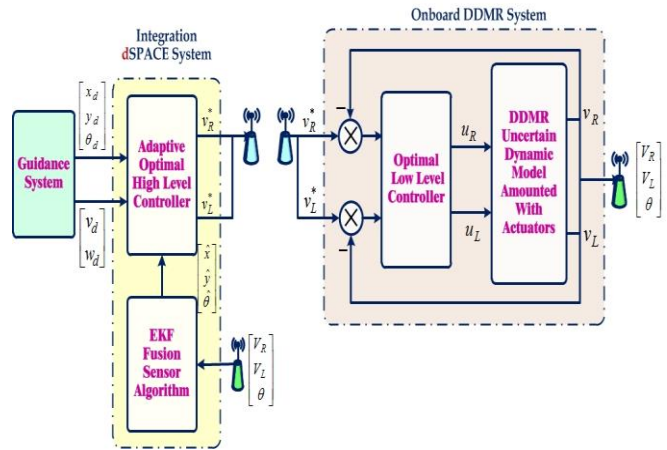 Integration
dSPACE System
Onboard DDMR System
x_d
y_d
θ_d
Guidance
System
v_d
w_d
Adaptive
Optimal
High Level
Controller
v_R^*
v_L^*
x̂
ŷ
θ̂
EKF
Fusion
Sensor
Algorithm
V_R
V_L
θ
v_R^*
v_L^*
−
×
×
−
Optimal
Low Level
Controller
u_R
u_L
DDMR
Uncertain
Dynamic
Model
Amounted
With
Actuators
v_R
v_L
V_R
V_L
θ